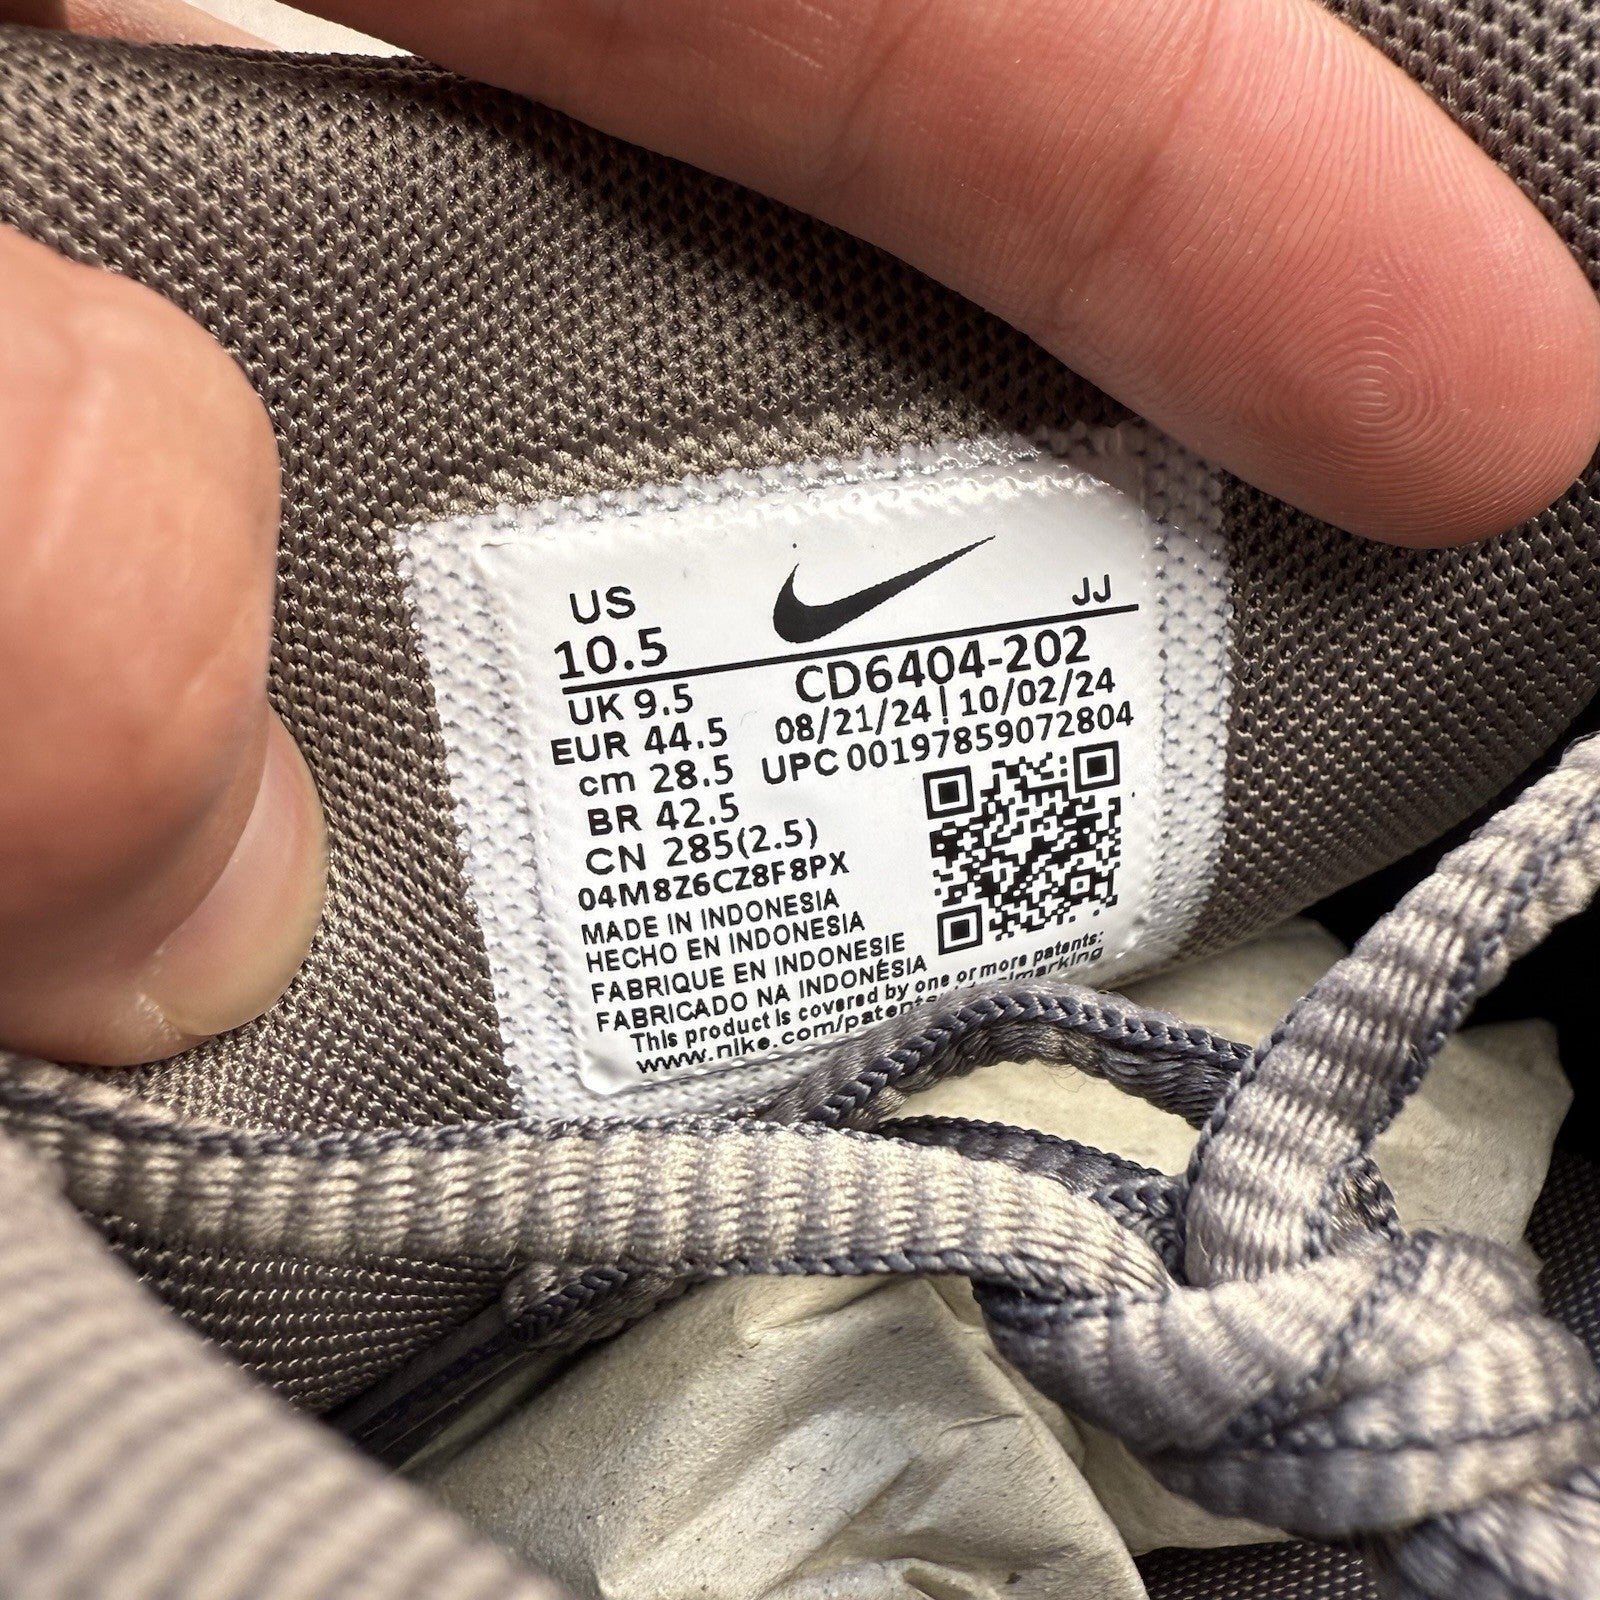 US
10.5
JJ
UK 9.5
CD6404-202
EUR 44.5
08/21/24 | 10/02/24
cm 28.5
UPC 00197859072804
BR 42.5
CN 285(2.5)
04M8Z6CZ8F8PX
MADE IN INDONESIA
HECHO EN INDONESIA
FABRIQUE EN INDONESIE
FABRICADO NA INDONÉSIA
This product is covered by one or more patents:
www.nike.com/patents